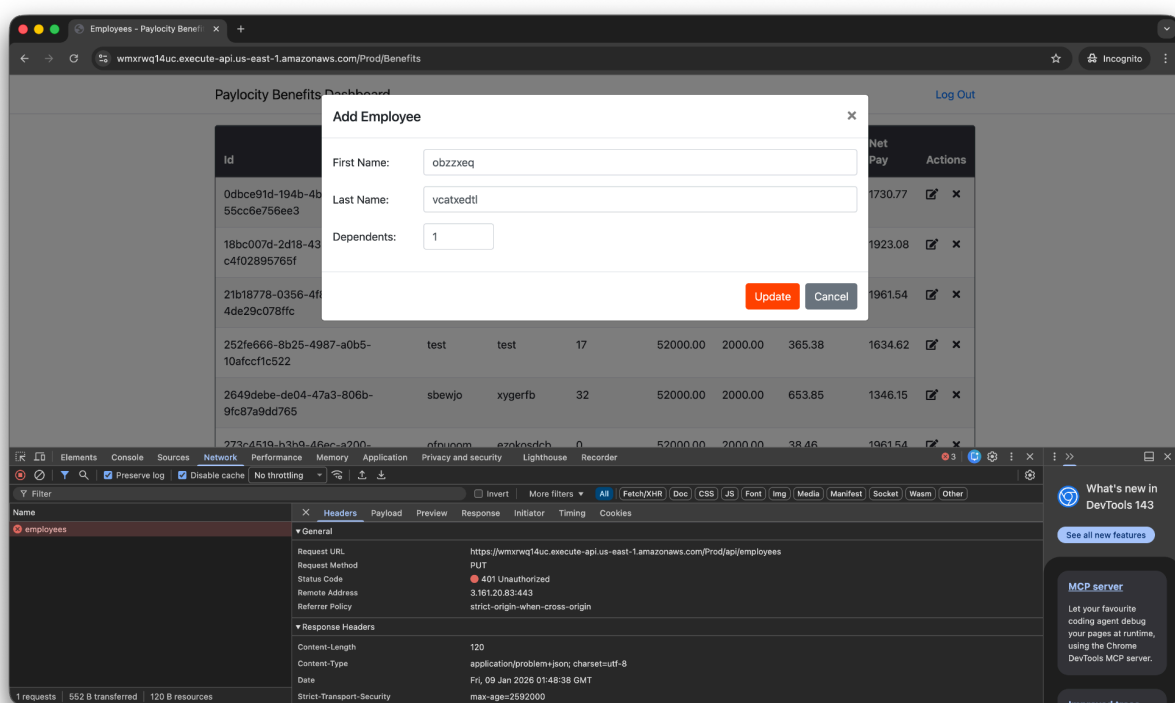 Employees - Paylocity Benefi
wmxrwq14uc.execute-api.us-east-1.amazonaws.com/Prod/Benefits
Incognito
Paylocity Benefits Dashboard
Log Out
Add Employee
First Name: obzzxeq
Last Name: vcatxedtl
Dependents: 1
Update Cancel
Id Net Pay Actions
0dbce91d-194b-4b 1730.77
55cc6e756ee3
18bc007d-2d18-43 1923.08
c4f02895765f
21b18778-0356-4f8 1961.54
4de29c078ffc
252fe666-8b25-4987-a0b5- test test 17 52000.00 2000.00 365.38 1634.62
10afccf1c522
2649debe-de04-47a3-806b- sbewjo xygerfb 32 52000.00 2000.00 653.85 1346.15
9fc87a9dd765
273c4519-b3b9-46ec-a200- ofpuoom ezokosdch 0 52000.00 2000.00 38.46 1961.54
Elements Console Sources Network Performance Memory Application Privacy and security Lighthouse Recorder 3
Preserve log Disable cache No throttling
Filter Invert More filters All Fetch/XHR Doc CSS JS Font Img Media Manifest Socket Wasm Other
Name Headers Payload Preview Response Initiator Timing Cookies
employees
General
Request URL https://wmxrwq14uc.execute-api.us-east-1.amazonaws.com/Prod/api/employees
Request Method PUT
Status Code 401 Unauthorized
Remote Address 3.161.20.83:443
Referrer Policy strict-origin-when-cross-origin
Response Headers
Content-Length 120
Content-Type application/problem+json; charset=utf-8
Date Fri, 09 Jan 2026 01:48:38 GMT
Strict-Transport-Security max-age=2592000
1 requests 552 B transferred 120 B resources
What's new in
DevTools 143
See all new features
MCP server
Let your favourite
coding agent debug
your pages at runtime,
using the Chrome
DevTools MCP server.